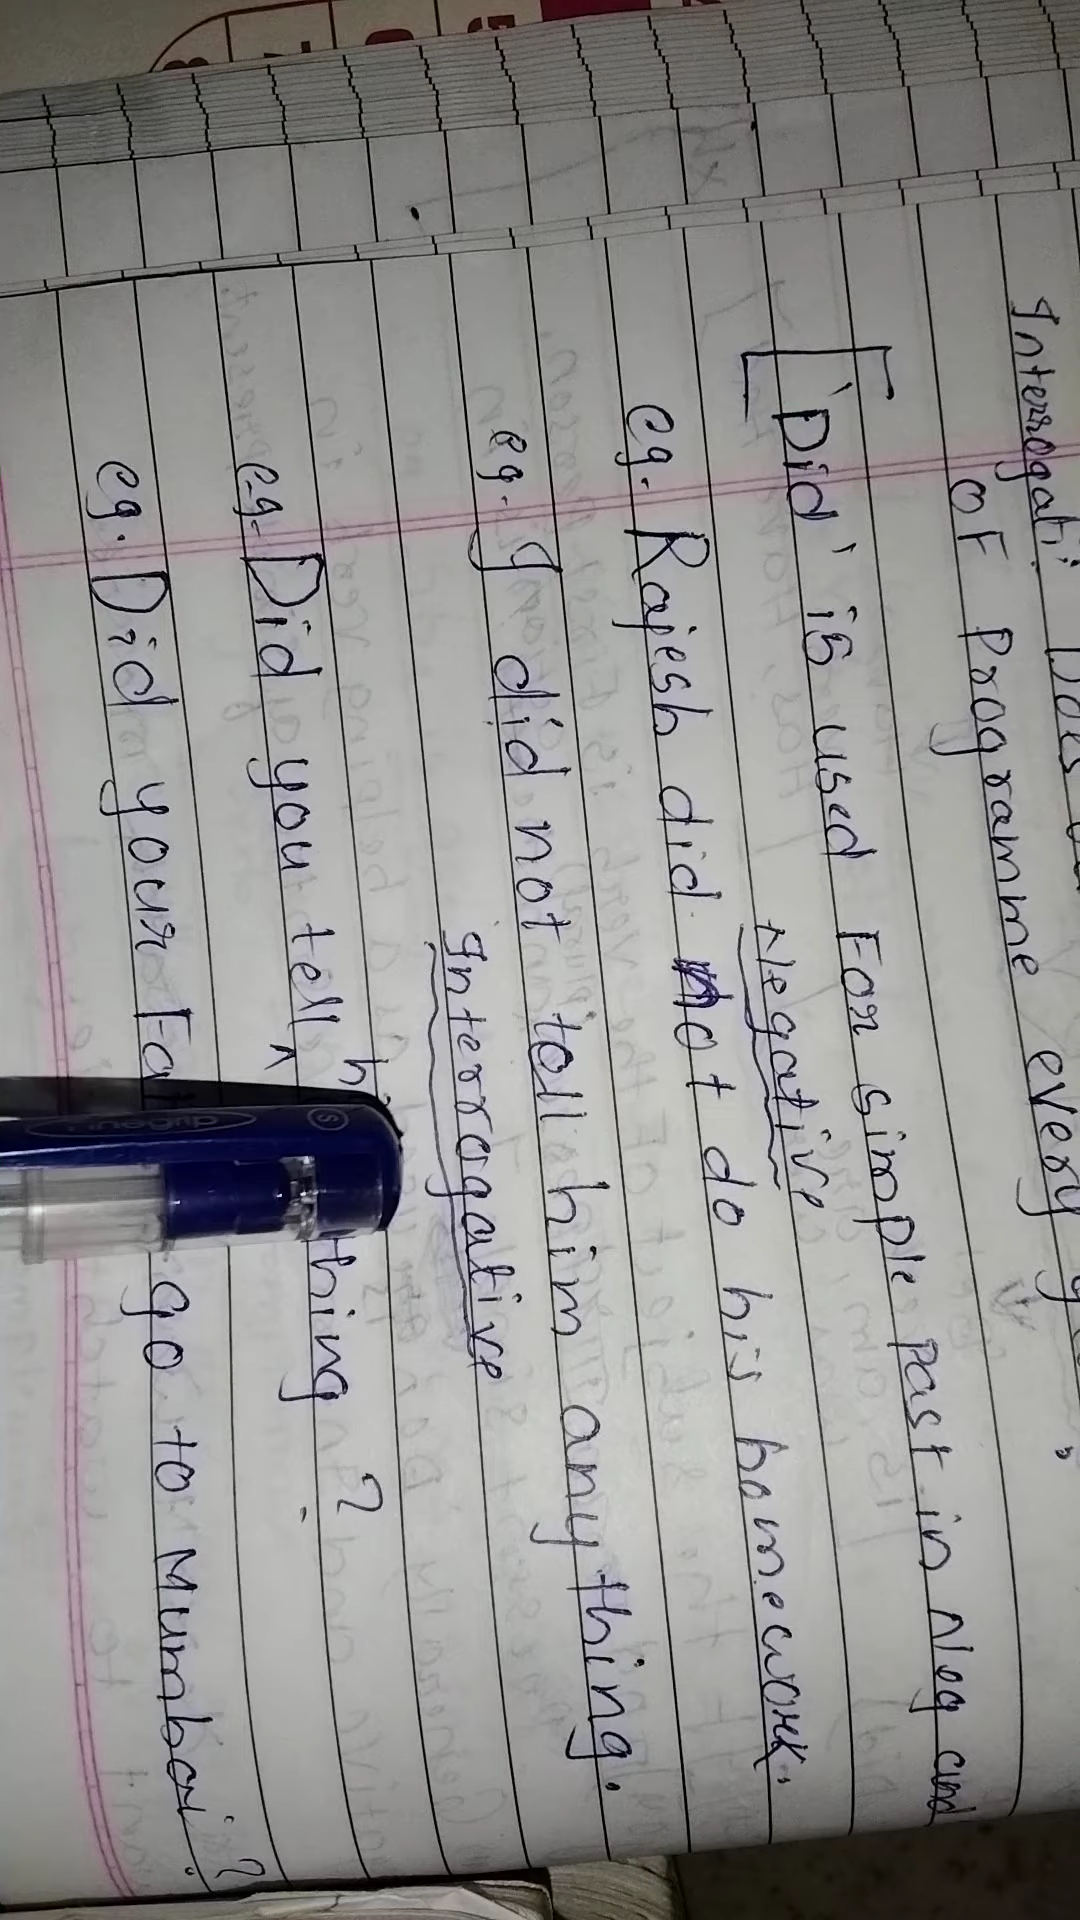 Interrogati
of Programme every
['Did' is used For simple past in Neg and
Negative
eg. Rajesh did not do his homework.
eg. I did not tell him any thing.
Interrogative
eg. Did you tell thing ?
eg. Did your go to Mumbai ?